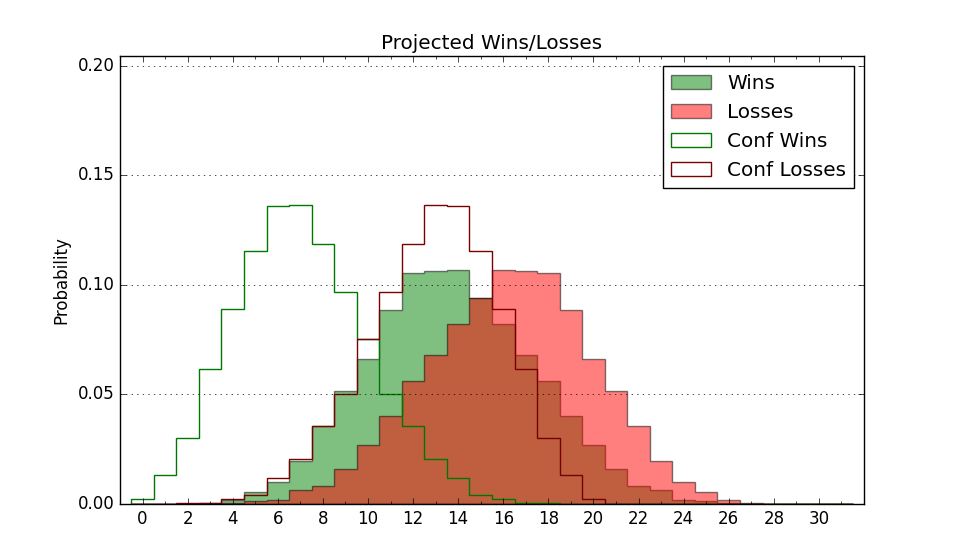 Projected Wins/Losses
Wins
Losses
Conf Wins
Conf Losses
Probability
0.20
0.15
0.10
0.05
0.00
0 2 4 6 8 10 12 14 16 18 20 22 24 26 28 30